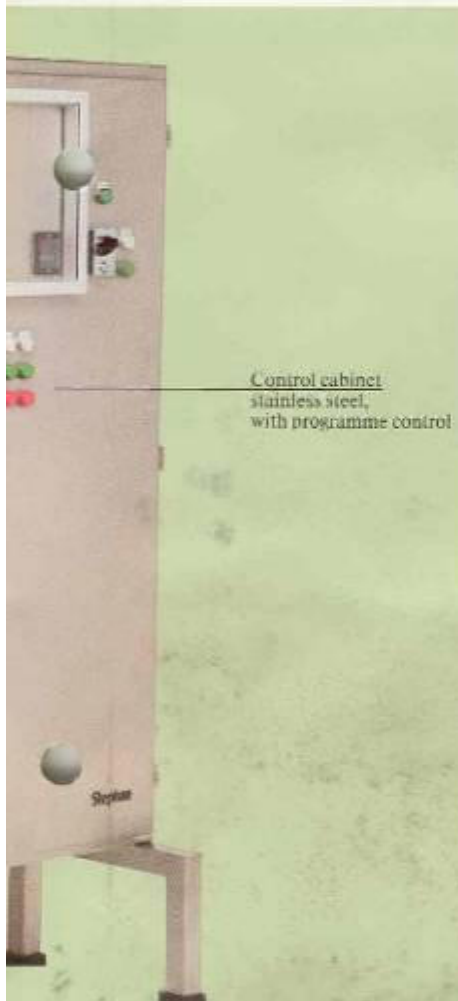 Control cabinet
stainless steel,
with programme control
Stephan